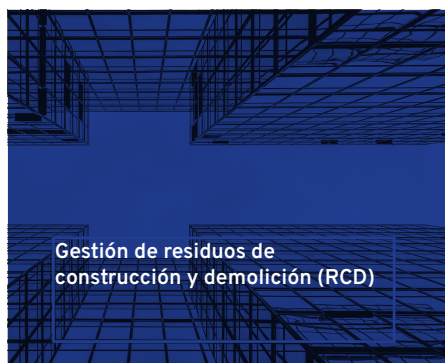 Gestión de residuos de
construcción y demolición (RCD)